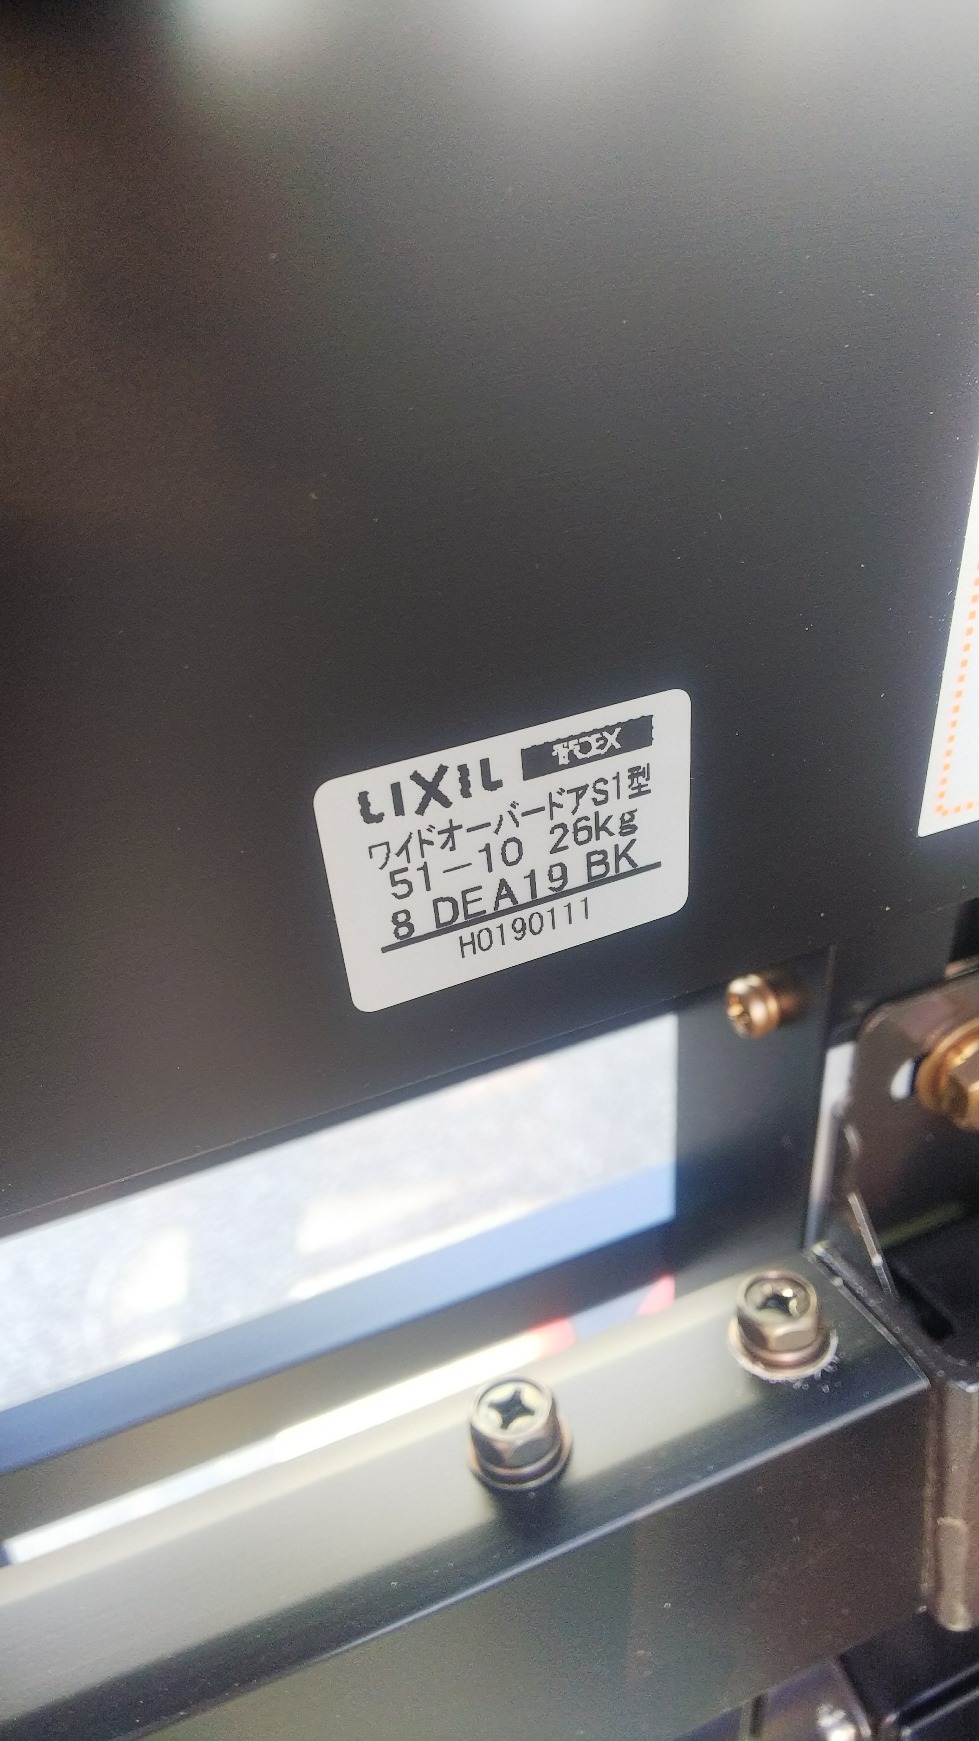 LIXIL TOEX
ワイドオーバードアS1型
51-10 26kg
8 DEA19 BK
H0190111